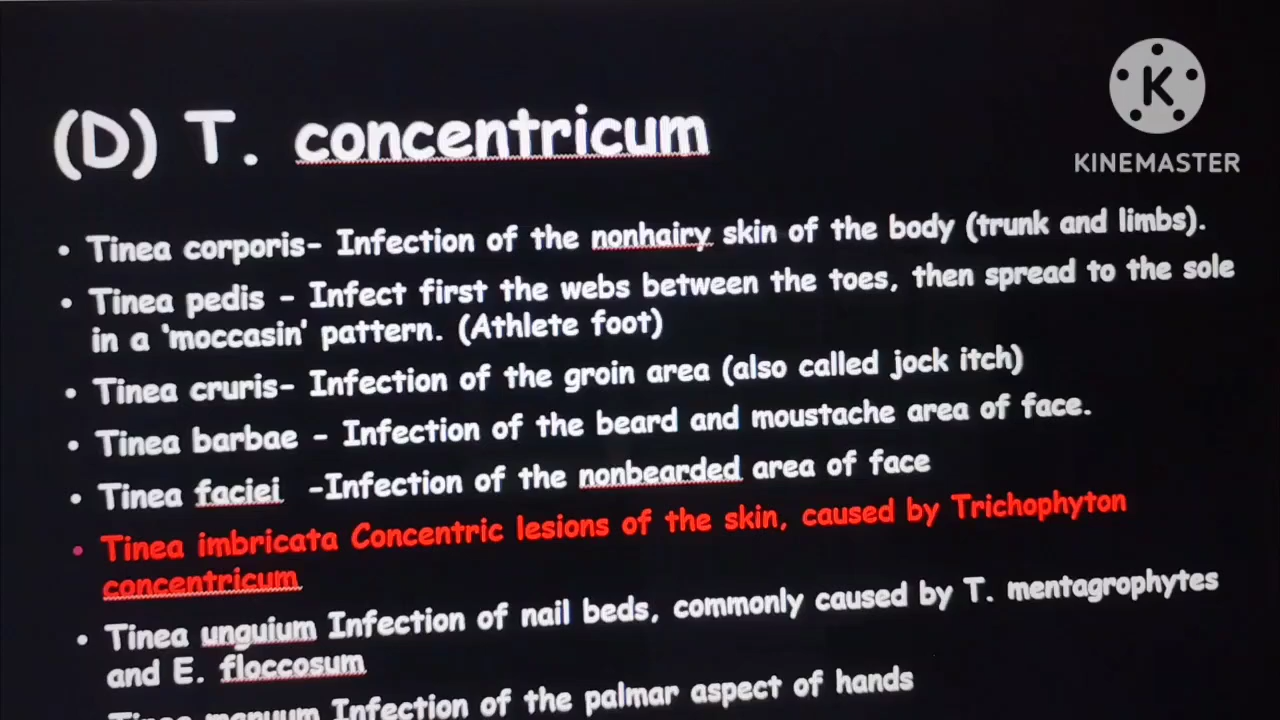 KINEMASTER
(D) T. concentricum
• Tinea corporis- Infection of the nonhairy skin of the body (trunk and limbs).
• Tinea pedis - Infect first the webs between the toes, then spread to the sole
in a 'moccasin' pattern. (Athlete foot)
• Tinea cruris- Infection of the groin area (also called jock itch)
• Tinea barbae - Infection of the beard and moustache area of face.
• Tinea faciei -Infection of the nonbearded area of face
• Tinea imbricata Concentric lesions of the skin, caused by Trichophyton
concentricum
• Tinea unguium Infection of nail beds, commonly caused by T. mentagrophytes
and E. floccosum
Tinea manuum Infection of the palmar aspect of hands